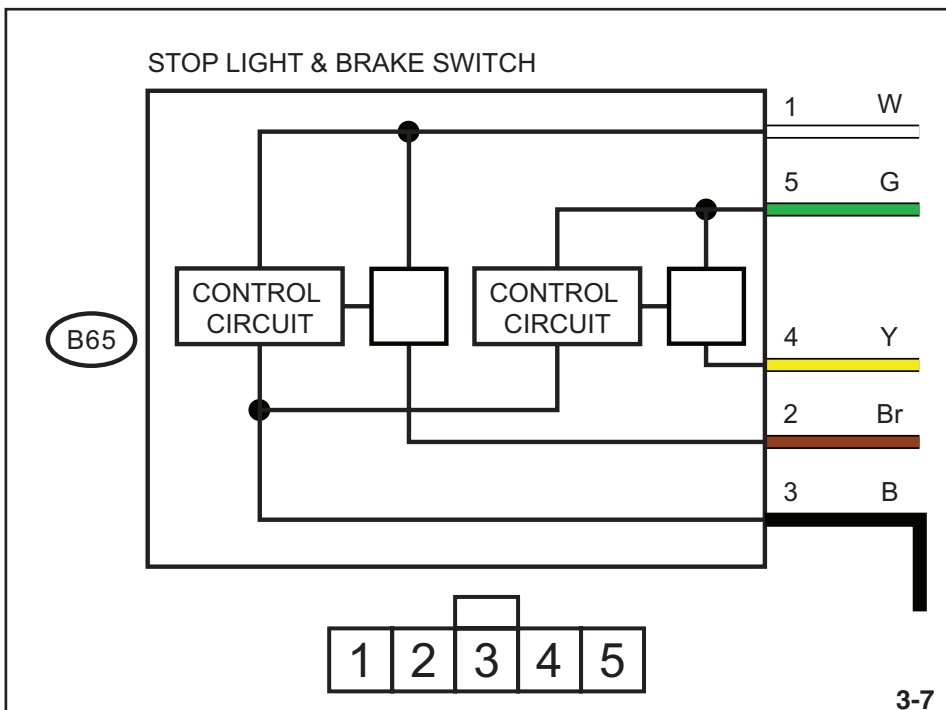 STOP LIGHT & BRAKE SWITCH
1 W
5 G
CONTROL CIRCUIT
CONTROL CIRCUIT
B65
4 Y
2 Br
3 B
1 2 3 4 5
3-7